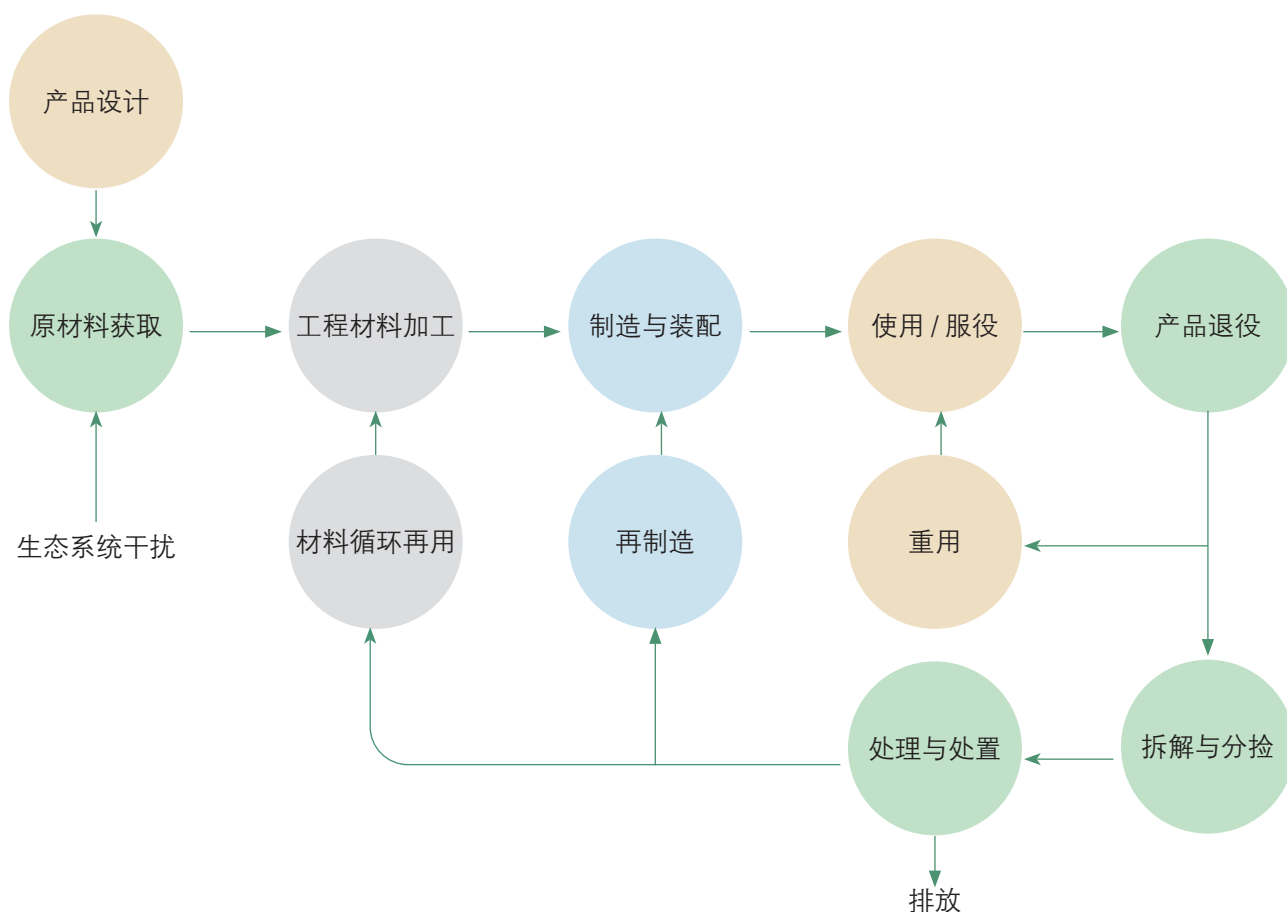 产品设计
原材料获取
工程材料加工
制造与装配
使用 / 服役
产品退役
生态系统干扰
材料循环再用
再制造
重用
处理与处置
拆解与分捡
排放